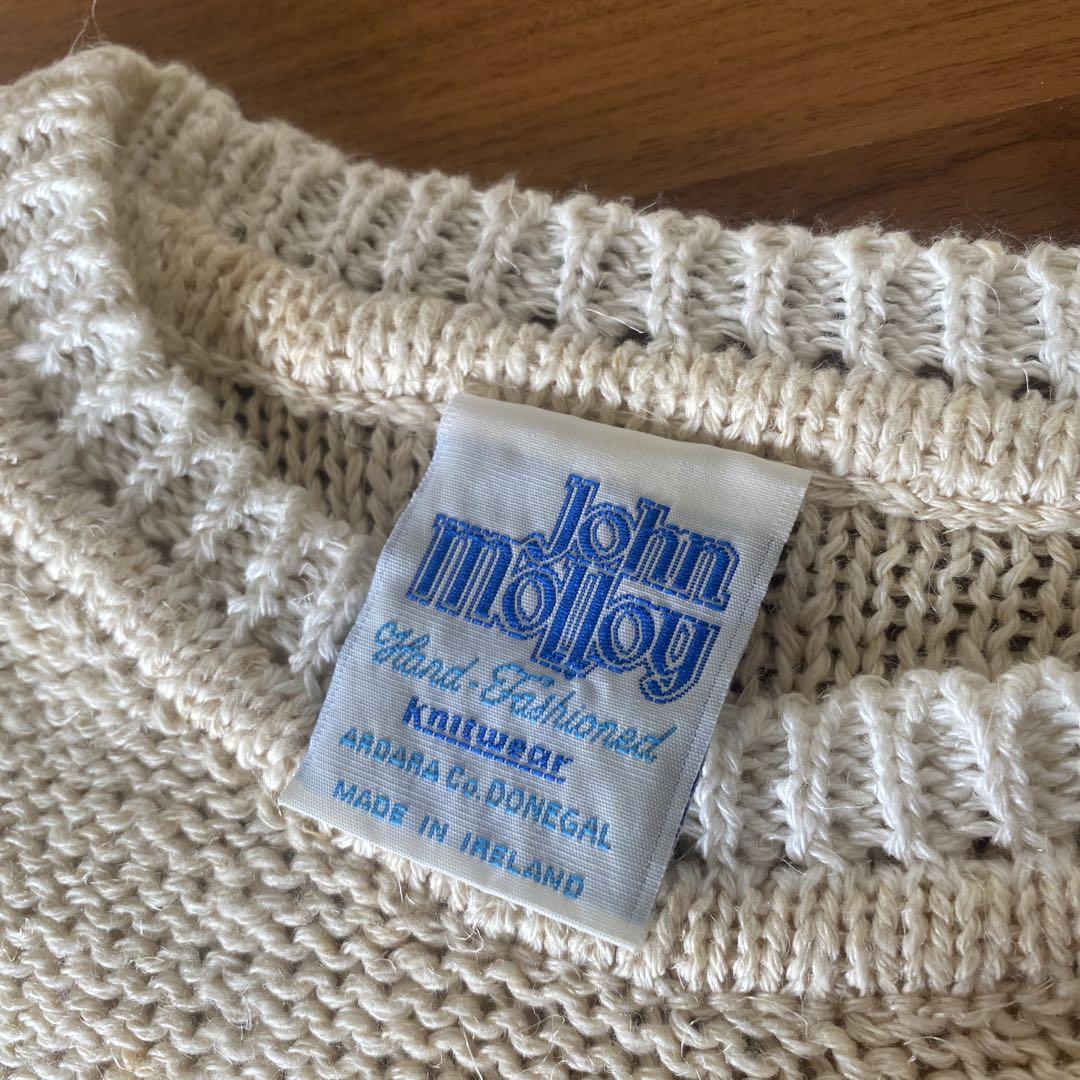 John
molloy
Hand-Fashioned
knitwear
ARDARA Co. DONEGAL
MADE IN IRELAND